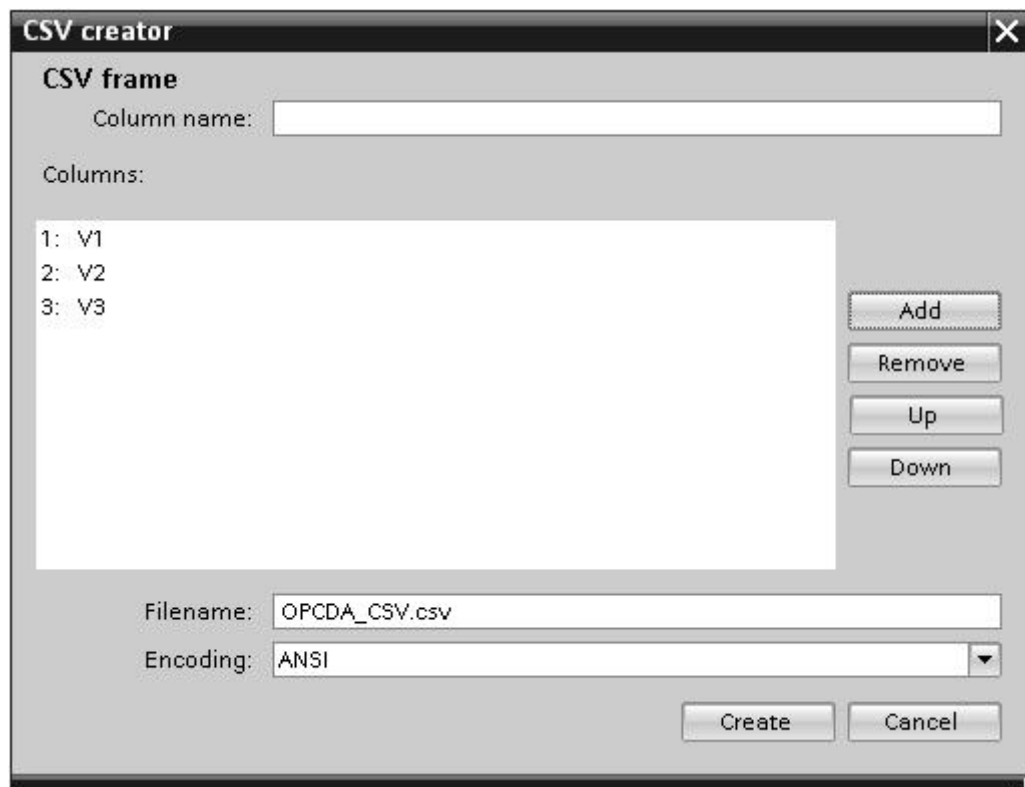 CSV creator
CSV frame
Column name:
Columns:
1: V1
2: V2
3: V3
Add
Remove
Up
Down
Filename: OPCDA_CSV.csv
Encoding: ANSI
Create Cancel